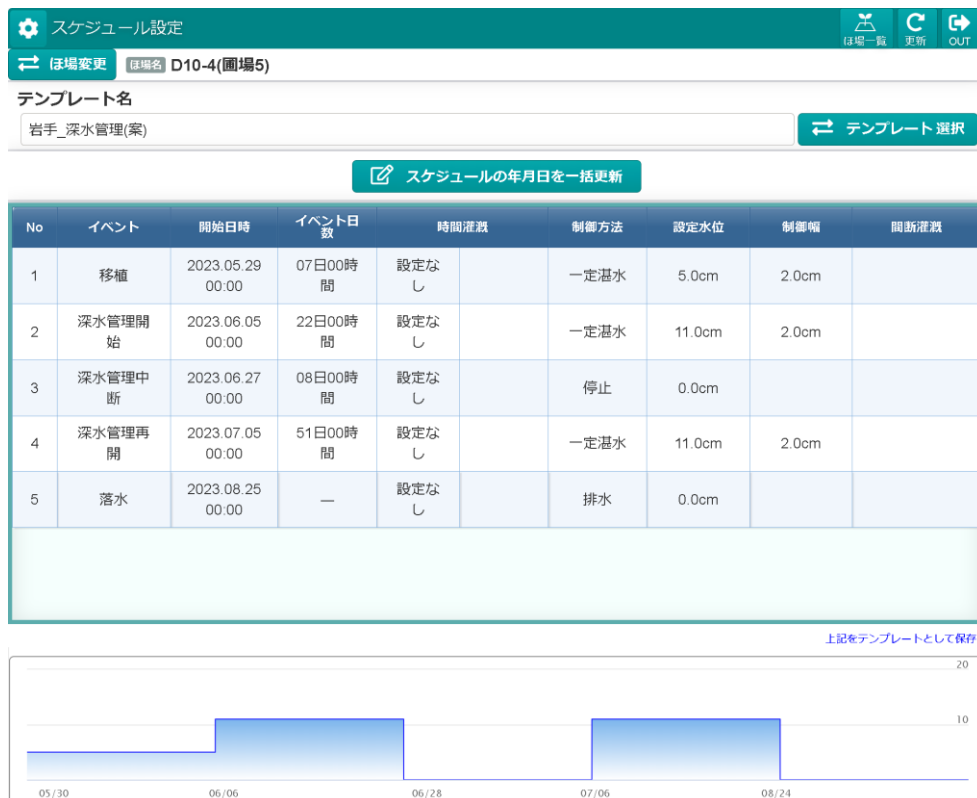 スケジュール設定
ほ場一覧
更新
OUT
ほ場変更
ほ場名 D10-4(圃場5)
テンプレート名
岩手_深水管理(案)
テンプレート 選択
スケジュールの年月日を一括更新
No イベント 開始日時 イベント日数 時間灌漑 制御方法 設定水位 制御幅 間断灌漑
1 移植 2023.05.29 00:00 07日00時間 設定なし 一定湛水 5.0cm 2.0cm
2 深水管理開始 2023.06.05 00:00 22日00時間 設定なし 一定湛水 11.0cm 2.0cm
3 深水管理中断 2023.06.27 00:00 08日00時間 設定なし 停止 0.0cm
4 深水管理再開 2023.07.05 00:00 51日00時間 設定なし 一定湛水 11.0cm 2.0cm
5 落水 2023.08.25 00:00 — 設定なし 排水 0.0cm
上記をテンプレートとして保存
20
10
05/30 06/06 06/28 07/06 08/24